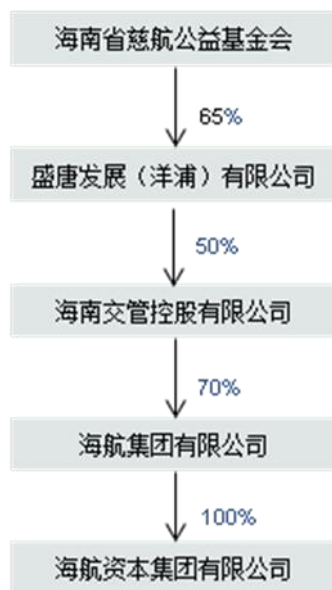 海南省慈航公益基金会
65%
盛唐发展（洋浦）有限公司
50%
海南交管控股有限公司
70%
海航集团有限公司
100%
海航资本集团有限公司